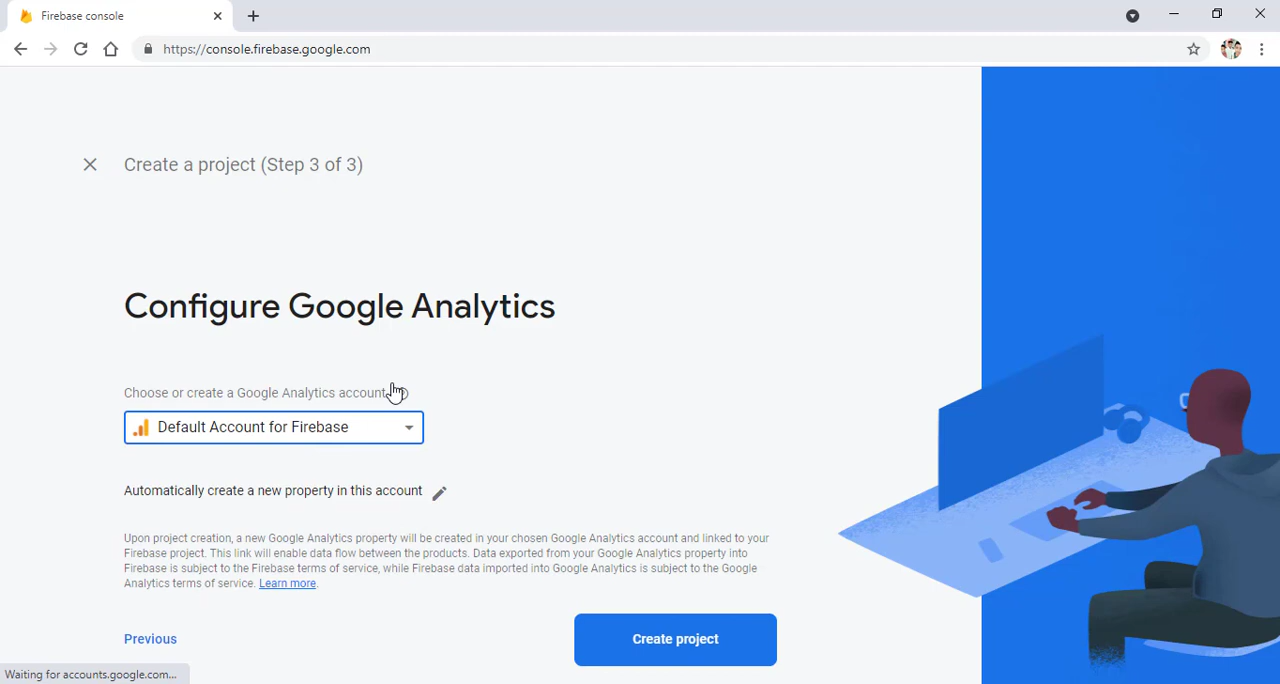 Firebase console
https://console.firebase.google.com
Create a project (Step 3 of 3)
Configure Google Analytics
Choose or create a Google Analytics account
Default Account for Firebase
Automatically create a new property in this account
Upon project creation, a new Google Analytics property will be created in your chosen Google Analytics account and linked to your
Firebase project. This link will enable data flow between the products. Data exported from your Google Analytics property into
Firebase is subject to the Firebase terms of service, while Firebase data imported into Google Analytics is subject to the Google
Analytics terms of service. Learn more.
Previous
Create project
Waiting for accounts.google.com...